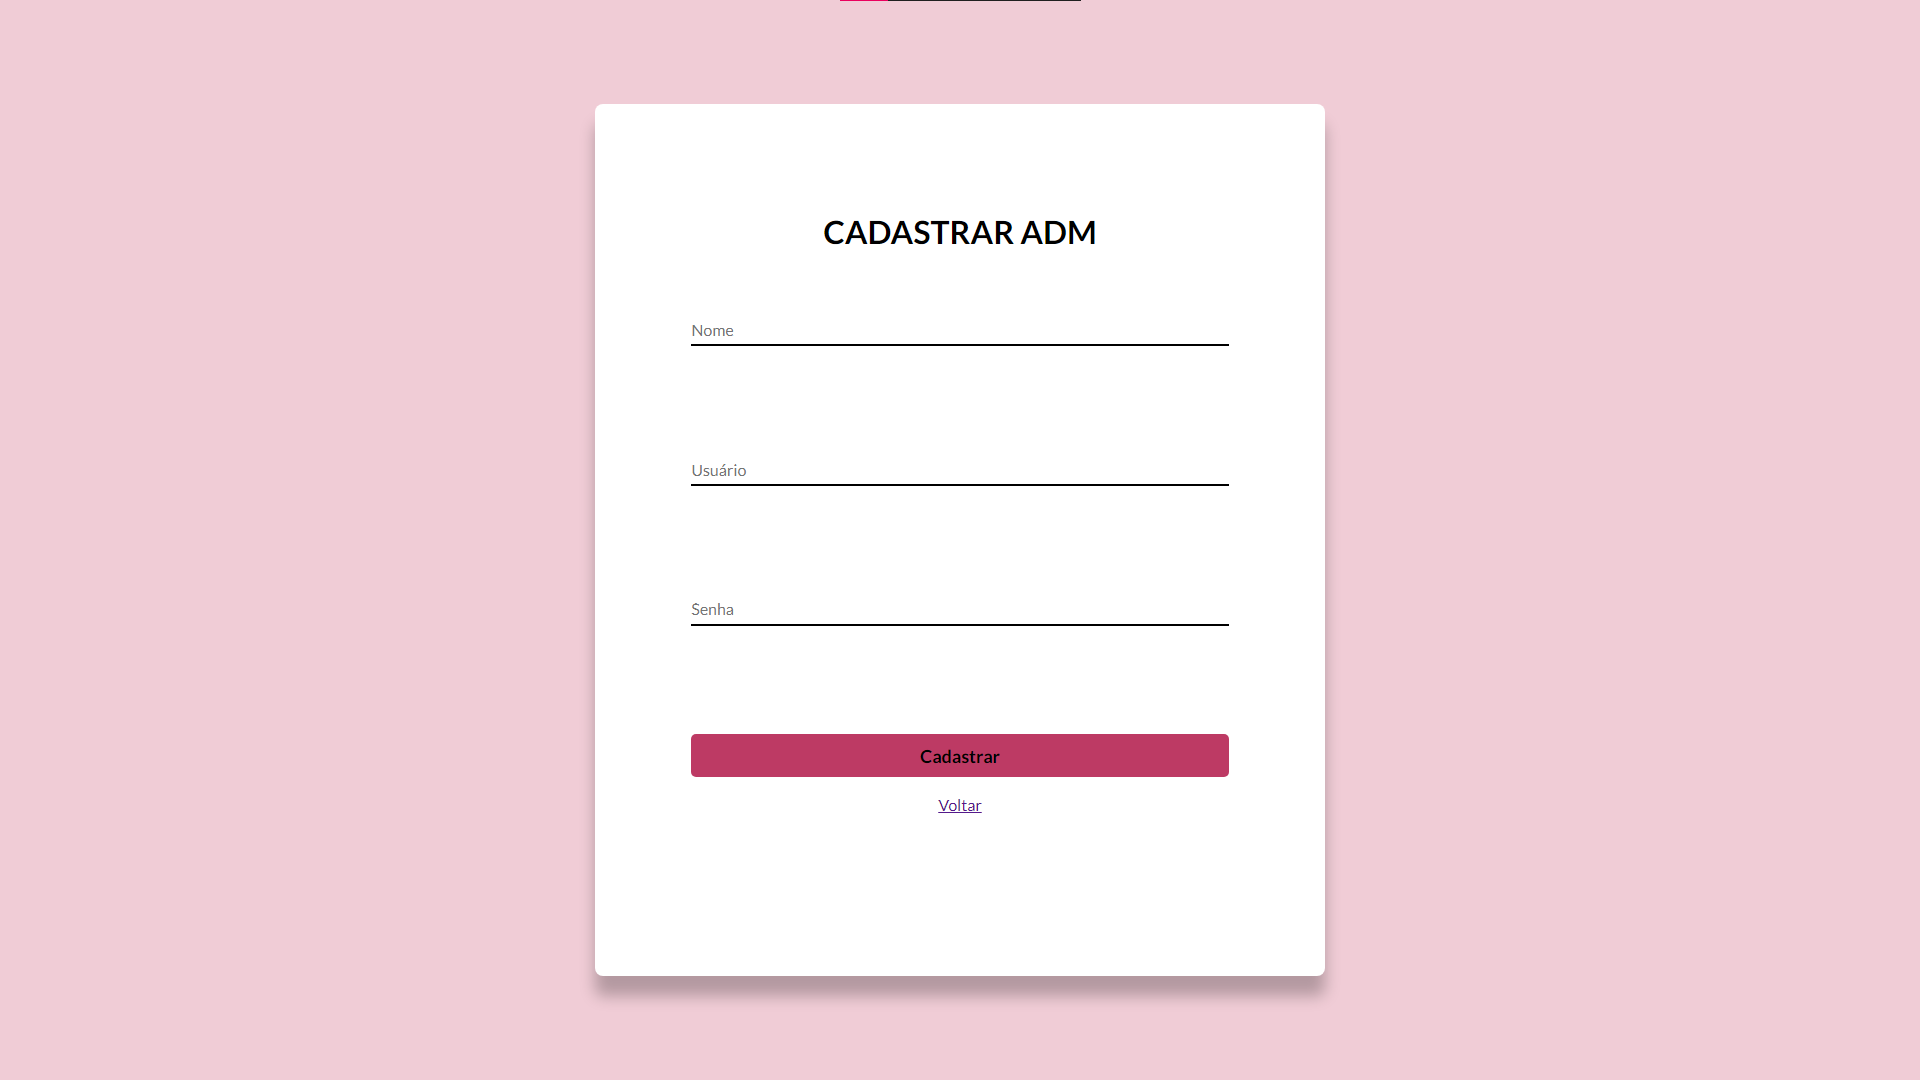 CADASTRAR ADM
Nome
Usuário
Senha
Cadastrar
Voltar